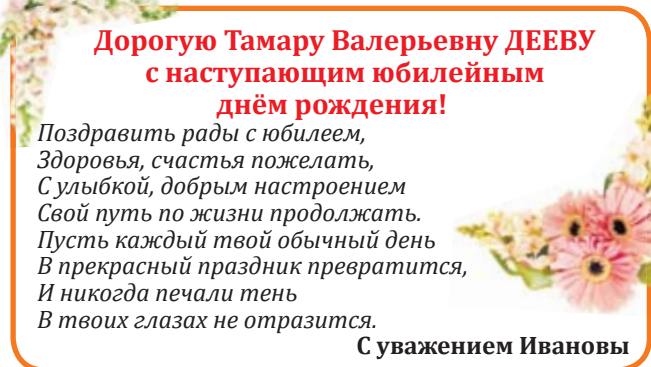 Дорогую Тамару Валерьевну ДЕЕВУ
с наступающим юбилейным
днём рождения!
Поздравить рады с юбилеем,
Здоровья, счастья пожелать,
С улыбкой, добрым настроением
Свой путь по жизни продолжать.
Пусть каждый твой обычный день
В прекрасный праздник превратится,
И никогда печали тень
В твоих глазах не отразится.
С уважением Ивановы